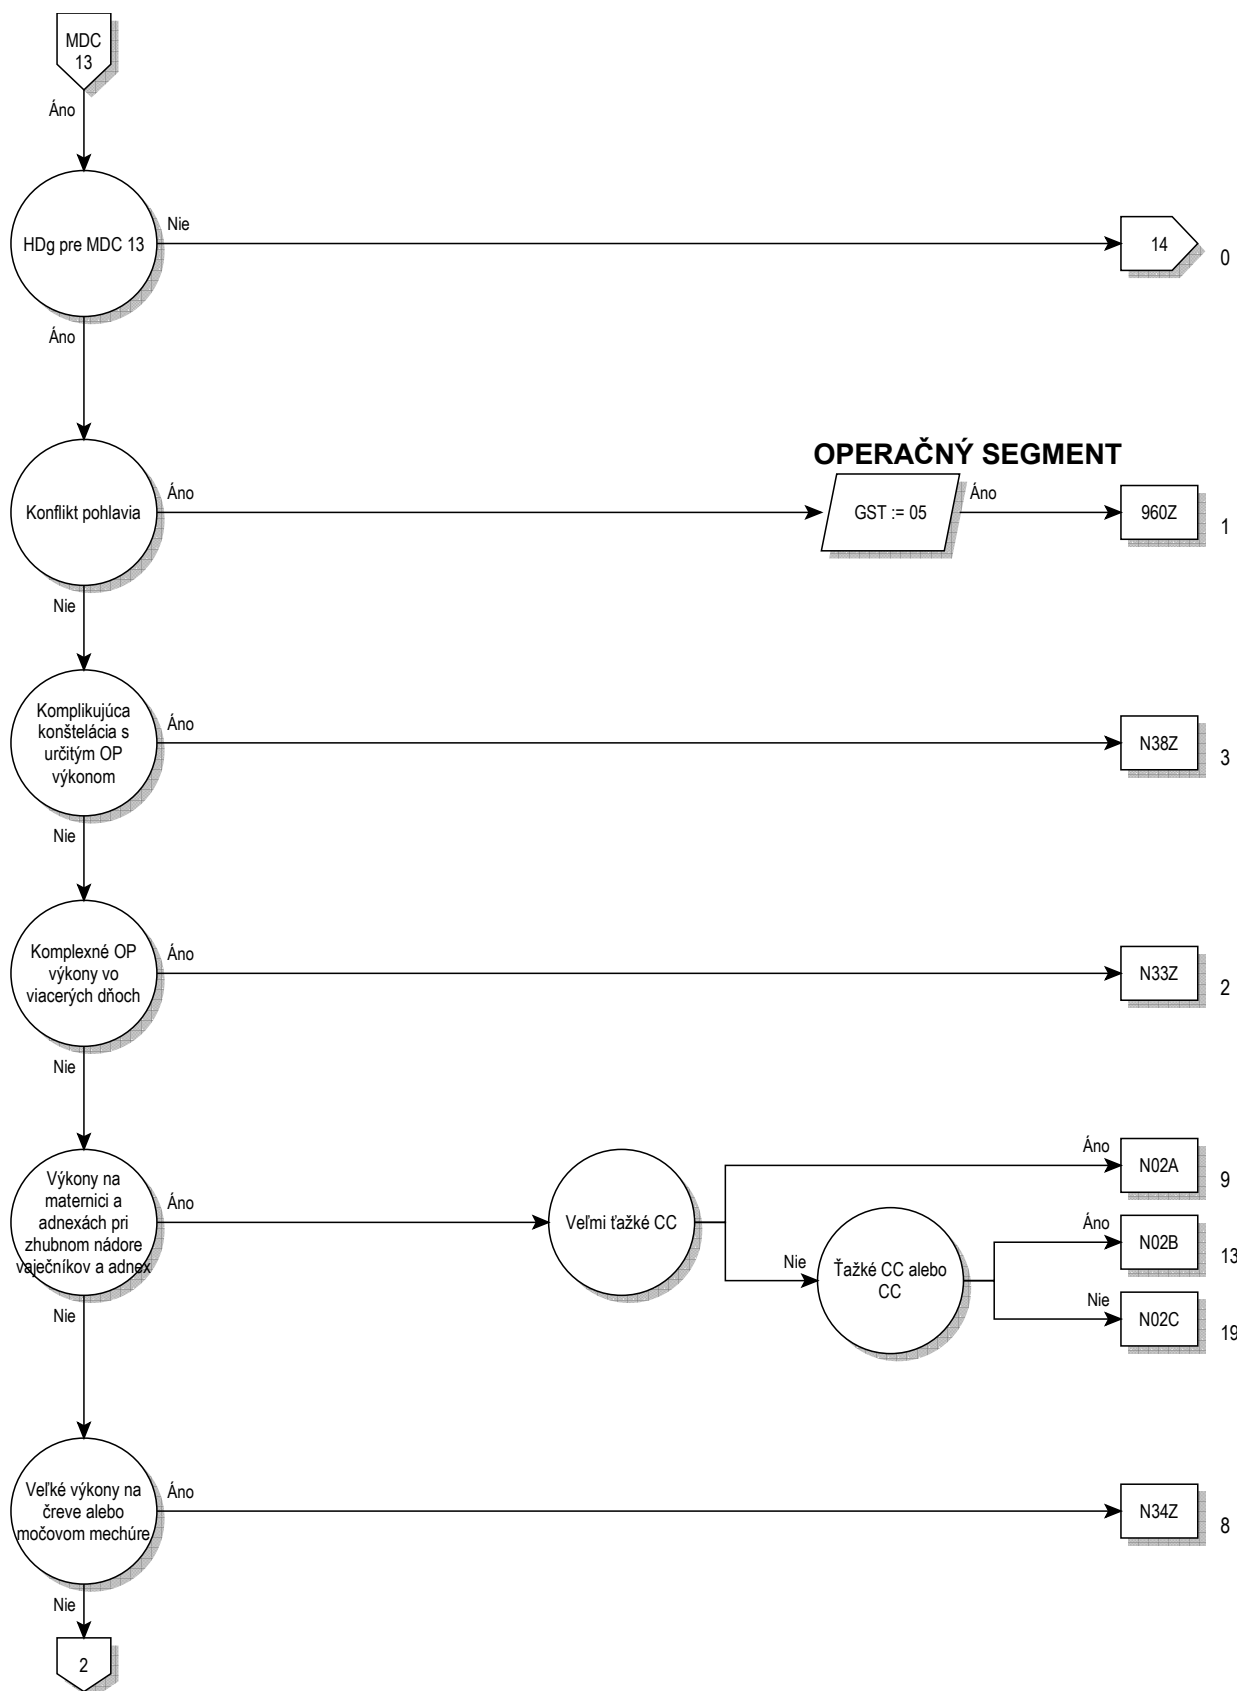 MDC
13
Áno
HDg pre MDC 13
Nie
14
0
Áno
OPERAČNÝ SEGMENT
Konflikt pohlavia
Áno
GST := 05
Áno
960Z
1
Nie
Komplikujúca
konštelácia s
určitým OP
výkonom
Áno
N38Z
3
Nie
Komplexné OP
výkony vo
viacerých dňoch
Áno
N33Z
2
Nie
Výkony na
maternici a
adnexách pri
zhubnom nádore
vaječníkov a adnex
Áno
Veľmi ťažké CC
Áno
N02A
9
Nie
Ťažké CC alebo
CC
Áno
N02B
13
Nie
N02C
19
Nie
Veľké výkony na
čreve alebo
močovom mechúre
Áno
N34Z
8
Nie
2